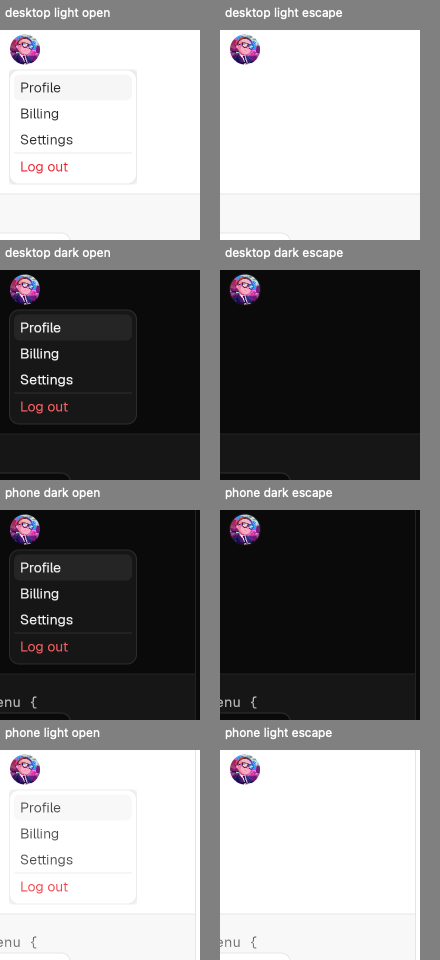 desktop light open
desktop light escape
Profile
Billing
Settings
Log out
desktop dark open
desktop dark escape
Profile
Billing
Settings
Log out
phone dark open
phone dark escape
Profile
Billing
Settings
Log out
enu {
enu {
phone light open
phone light escape
Profile
Billing
Settings
Log out
enu {
enu {